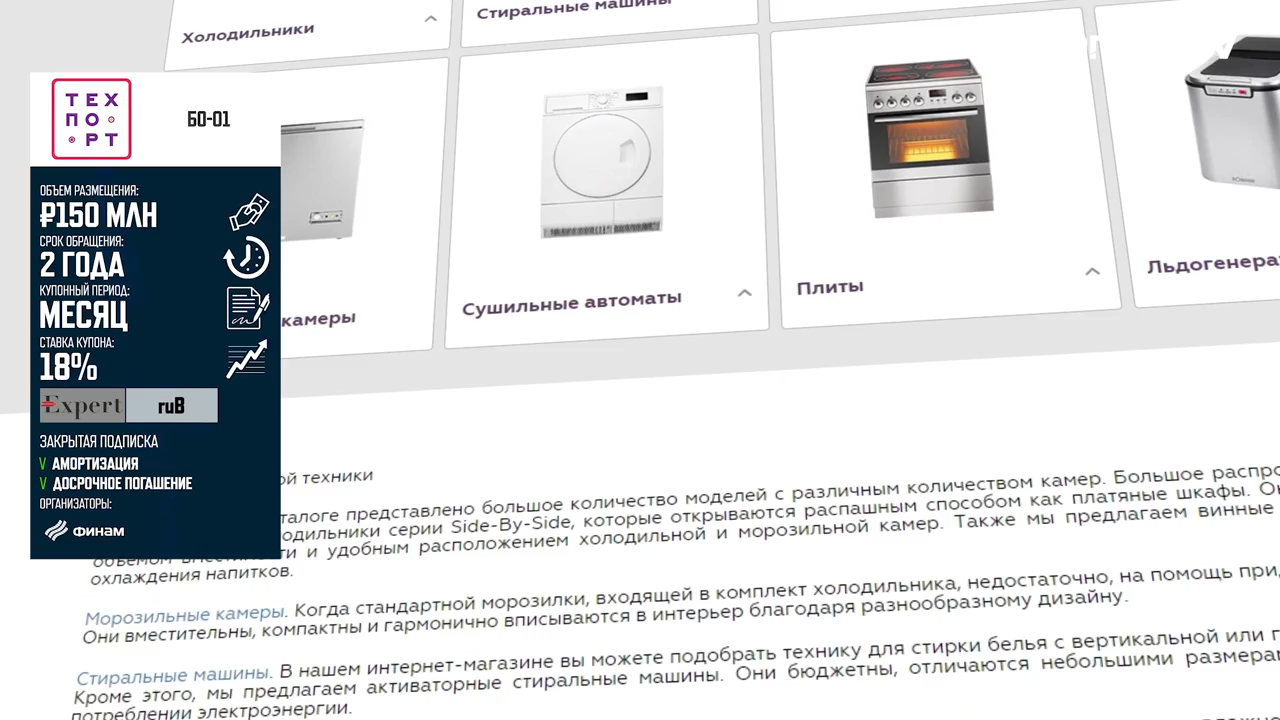 Холодильники
Стиральные машины
ТЕХ
ПО
РТ
БО-01
ОБЪЕМ РАЗМЕЩЕНИЯ:
₽150 МЛН
СРОК ОБРАЩЕНИЯ:
2 ГОДА
КУПОННЫЙ ПЕРИОД:
МЕСЯЦ
СТАВКА КУПОНА:
18%
Expert
ruB
ЗАКРЫТАЯ ПОДПИСКА
V АМОРТИЗАЦИЯ
V ДОСРОЧНОЕ ПОГАШЕНИЕ
ОРГАНИЗАТОРЫ:
ФИНАМ
камеры
Сушильные автоматы
Плиты
Льдогенера
ой техники
талоге представлено большое количество моделей с различным количеством камер. Большое распро
одильники серии Side-By-Side, которые открываются распашным способом как платяные шкафы. Он
объемом вместимости и удобным расположением холодильной и морозильной камер. Также мы предлагаем винные
охлаждения напитков.
Морозильные камеры. Когда стандартной морозилки, входящей в комплект холодильника, недостаточно, на помощь при
Они вместительны, компактны и гармонично вписываются в интерьер благодаря разнообразному дизайну.
Стиральные машины. В нашем интернет-магазине вы можете подобрать технику для стирки белья с вертикальной или г
Кроме этого, мы предлагаем активаторные стиральные машины. Они бюджетны, отличаются небольшими размерам
потреблении электроэнергии.